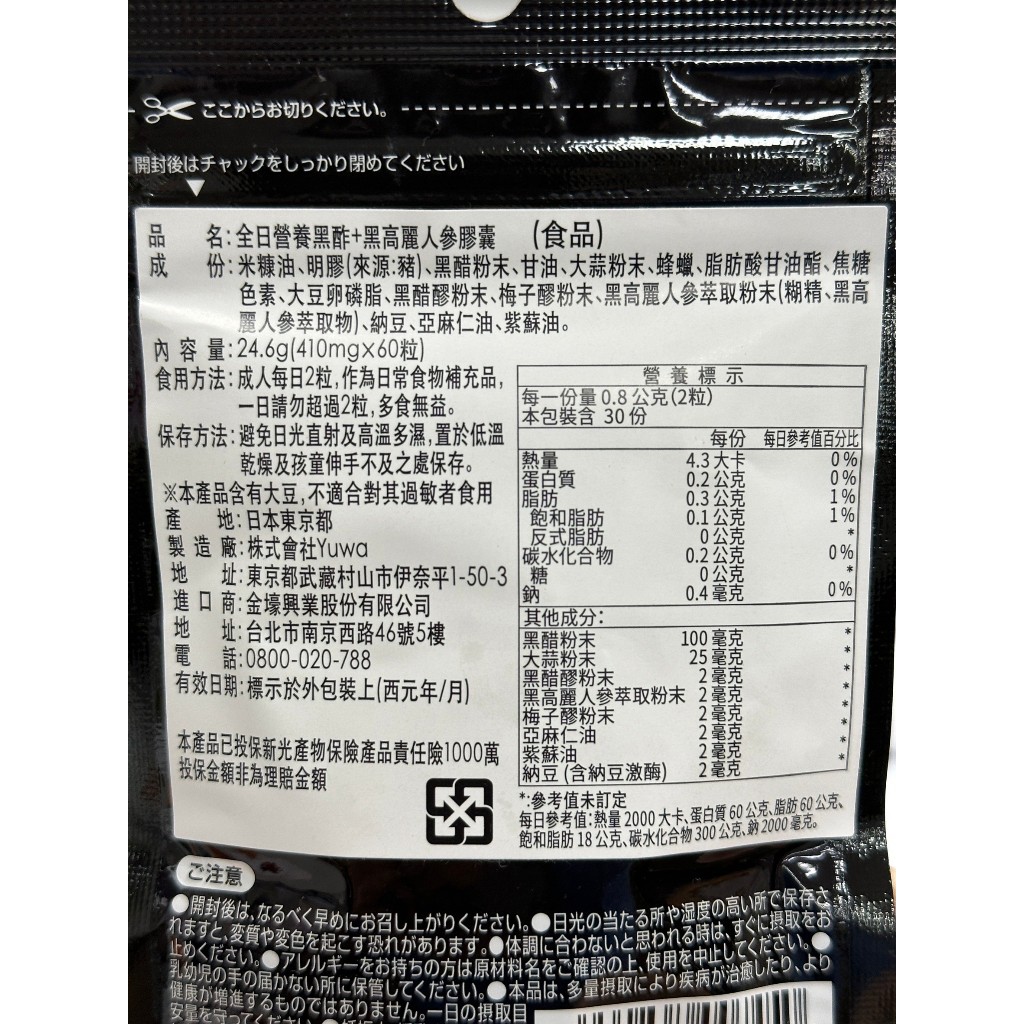 ここからお切りください。
開封後はチャックをしっかり閉めてください
品 名:全日營養黑酢+黑高麗人參膠囊 (食品)
成 份:米糠油、明膠(來源:豬)、黑醋粉末、甘油、大蒜粉末、蜂蠟、脂肪酸甘油酯、焦糖
色素、大豆卵磷脂、黑醋醪粉末、梅子醪粉末、黑高麗人參萃取粉末(糊精、黑高
麗人參萃取物)、納豆、亞麻仁油、紫蘇油。
內 容 量:24.6g(410mg×60粒)
食用方法:成人每日2粒,作為日常食物補充品,
一日請勿超過2粒,多食無益。
保存方法:避免日光直射及高溫多濕,置於低溫
乾燥及孩童伸手不及之處保存。
※本產品含有大豆,不適合對其過敏者食用
產 地:日本東京都
製 造 廠:株式會社Yuwa
地 址:東京都武藏村山市伊奈平1-50-3
進 口 商:金壕興業股份有限公司
地 址:台北市南京西路46號5樓
電 話:0800-020-788
有效日期:標示於外包裝上(西元年/月)
本產品已投保新光產物保險產品責任險1000萬
投保金額非為理賠金額
營 養 標 示
每一份量 0.8 公克(2粒)
本包裝含 30 份
每份 每日參考值百分比
熱量 4.3 大卡 0%
蛋白質 0.2 公克 0%
脂肪 0.3 公克 1%
飽和脂肪 0.1 公克 1%
反式脂肪 0 公克 *
碳水化合物 0.2 公克 0%
糖 0 公克 *
鈉 0.4 毫克 0%
其他成分:
黑醋粉末 100 毫克 *
大蒜粉末 25 毫克 *
黑醋醪粉末 2 毫克 *
黑高麗人參萃取粉末 2 毫克 *
梅子醪粉末 2 毫克 *
亞麻仁油 2 毫克 *
紫蘇油 2 毫克 *
納豆 (含納豆激酶) 2 毫克 *
*:參考值未訂定
每日參考值:熱量 2000 大卡、蛋白質 60 公克、脂肪 60 公克、
飽和脂肪 18 公克、碳水化合物 300 公克、鈉 2000 毫克。
ご注意
●開封後は、なるべく早めにお召し上がりください。●日光の当たる所や湿度の高い所で保存さ
れますと、変質や変色を起こす恐れがあります。●体調に合わないと思われる時は、すぐに摂取をお
止めください。●アレルギーをお持ちの方は原材料名をご確認の上、使用を中止してください。●
乳幼児の手の届かない所に保管してください。●本品は、多量摂取により疾病が治癒したり、より
健康が増進するものではありません。一日の摂取目
安量を守ってください